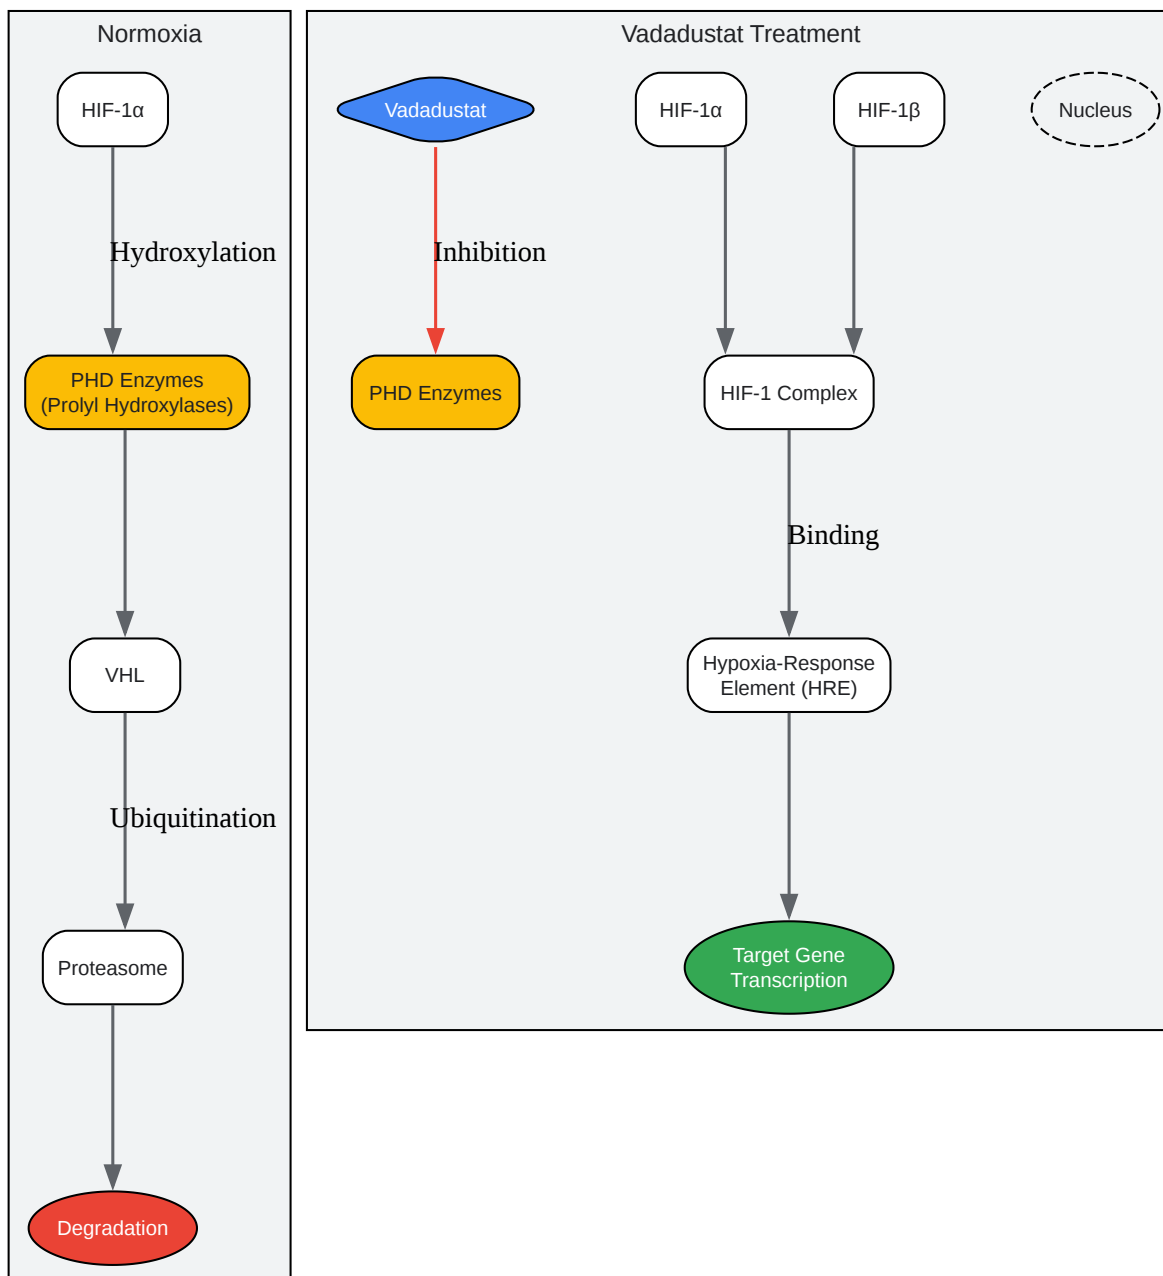 Normoxia
HIF-1α
Hydroxylation
PHD Enzymes
(Prolyl Hydroxylases)
VHL
Ubiquitination
Proteasome
Degradation
Vadadustat Treatment
Vadadustat
HIF-1α
HIF-1β
Nucleus
Inhibition
PHD Enzymes
HIF-1 Complex
Binding
Hypoxia-Response
Element (HRE)
Target Gene
Transcription